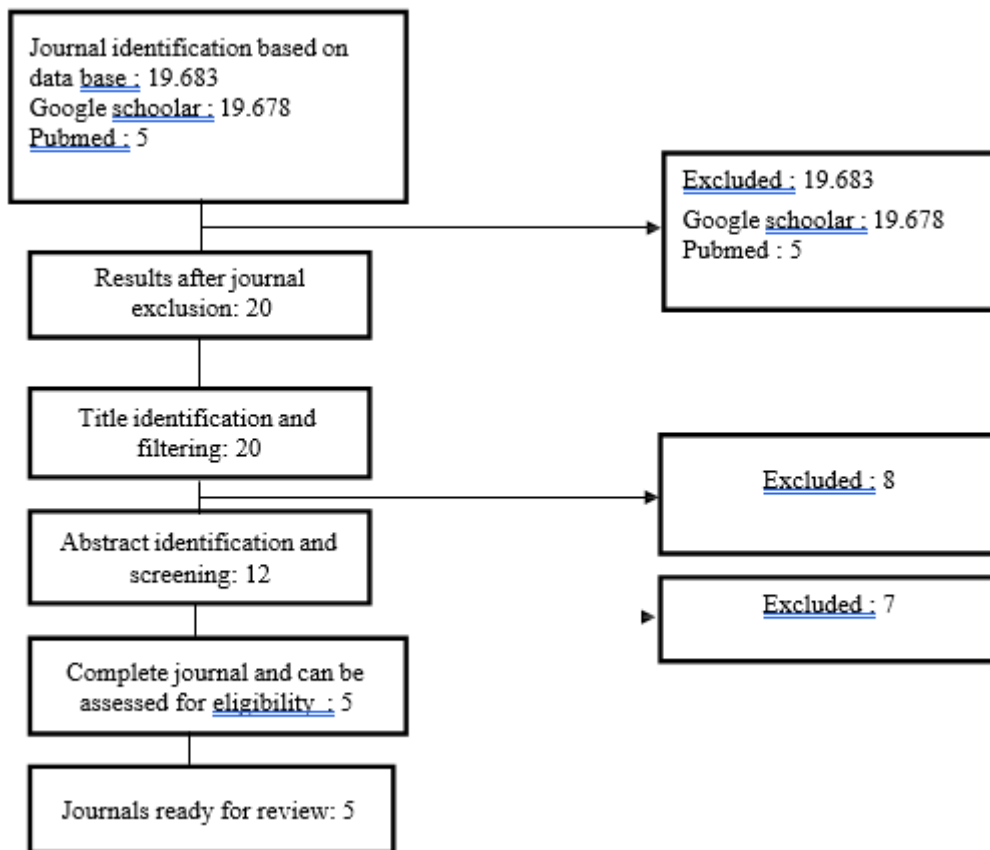 Journal identification based on
data base : 19.683
Google schoolar : 19.678
Pubmed : 5
Excluded : 19.683
Google schoolar : 19.678
Pubmed : 5
Results after journal
exclusion: 20
Title identification and
filtering: 20
Excluded : 8
Abstract identification and
screening: 12
Excluded : 7
Complete journal and can be
assessed for eligibility : 5
Journals ready for review: 5